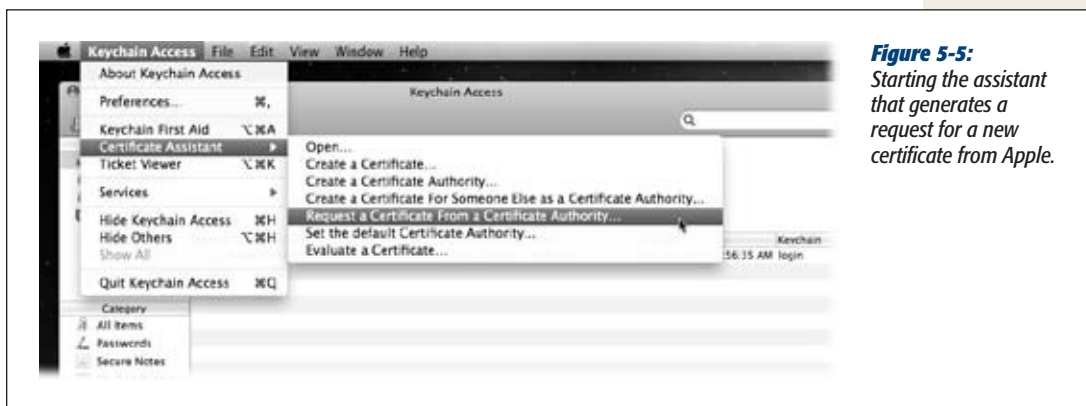 Keychain Access File Edit View Window Help
About Keychain Access
Preferences... ⌘,
Keychain First Aid ⌥⌘A
Certificate Assistant ▶
Ticket Viewer ⌥⌘K
Services ▶
Hide Keychain Access ⌘H
Hide Others ⌥⌘H
Show All
Quit Keychain Access ⌘Q
Keychain Access
Open...
Create a Certificate...
Create a Certificate Authority...
Create a Certificate For Someone Else as a Certificate Authority...
Request a Certificate From a Certificate Authority...
Set the default Certificate Authority...
Evaluate a Certificate...
Keychain
:56:35 AM login
Category
All Items
Passwords
Secure Notes
Figure 5-5:
Starting the assistant
that generates a
request for a new
certificate from Apple.